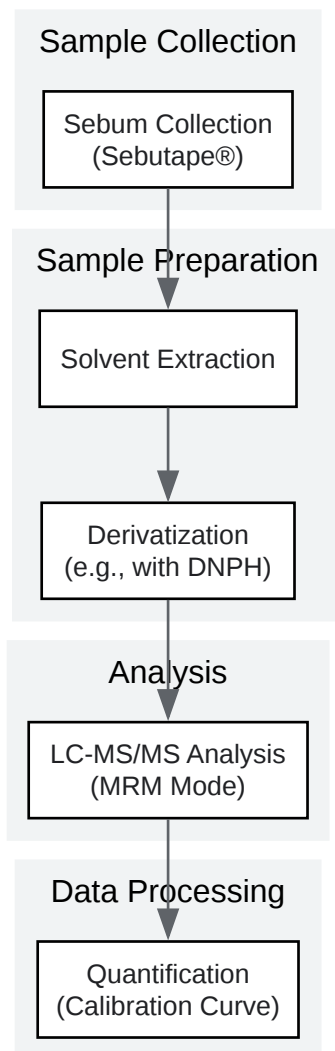 Sample Collection
Sebum Collection
(Sebutape®)
Sample Preparation
Solvent Extraction
Derivatization
(e.g., with DNPH)
Analysis
LC-MS/MS Analysis
(MRM Mode)
Data Processing
Quantification
(Calibration Curve)